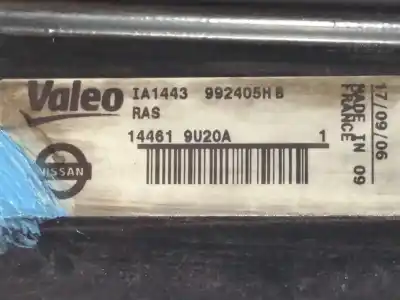 Valeo
IA1443 992405H B
RAS
14461 9U20A 1
NISSAN
17/09/06
MADE IN 09
FRANCE